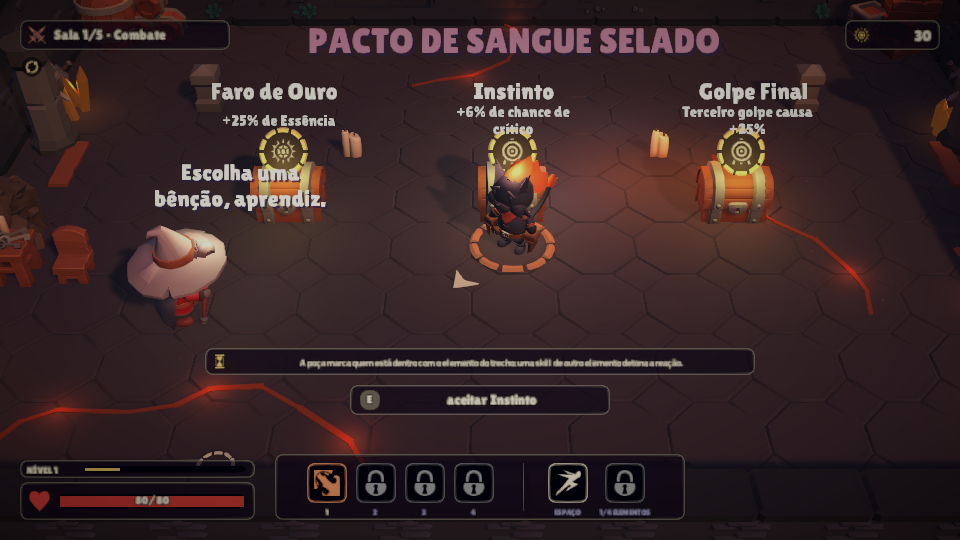 Sala 1/5 - Combate
PACTO DE SANGUE SELADO
30
Faro de Ouro
+25% de Essência
Instinto
+6% de chance de
crítico
Golpe Final
Terceiro golpe causa
+25%
Escolha uma
bênção, aprendiz.
A poça marca quem está dentro com o elemento do trecho; uma skill de outro elemento detona a reação.
E
aceitar Instinto
NÍVEL 1
80/80
1
2
3
4
ESPAÇO
1/4 ELEMENTOS